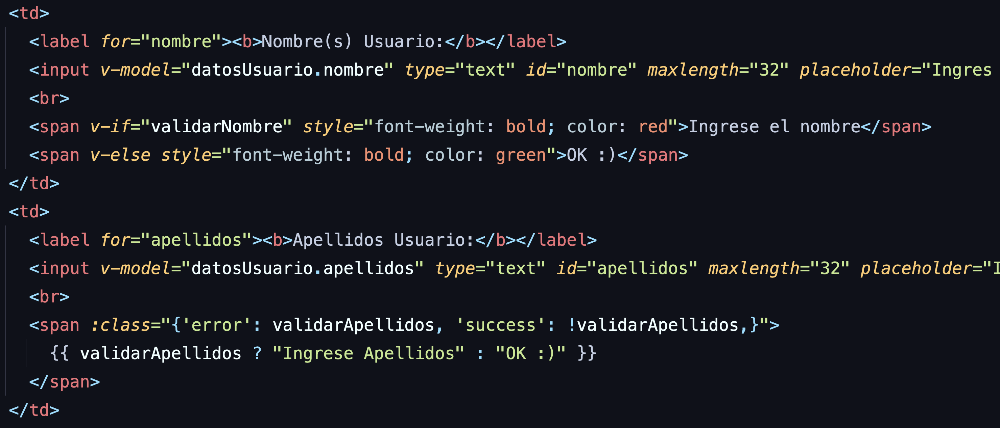 <td>
<label for="nombre"><b>Nombre(s) Usuario:</b></label>
<input v-model="datosUsuario.nombre" type="text" id="nombre" maxlength="32" placeholder="Ingres
<br>
<span v-if="validarNombre" style="font-weight: bold; color: red">Ingrese el nombre</span>
<span v-else style="font-weight: bold; color: green">OK :)</span>
</td>
<td>
<label for="apellidos"><b>Apellidos Usuario:</b></label>
<input v-model="datosUsuario.apellidos" type="text" id="apellidos" maxlength="32" placeholder="I
<br>
<span :class="{'error': validarApellidos, 'success': !validarApellidos,}">
{{ validarApellidos ? "Ingrese Apellidos" : "OK :)" }}
</span>
</td>